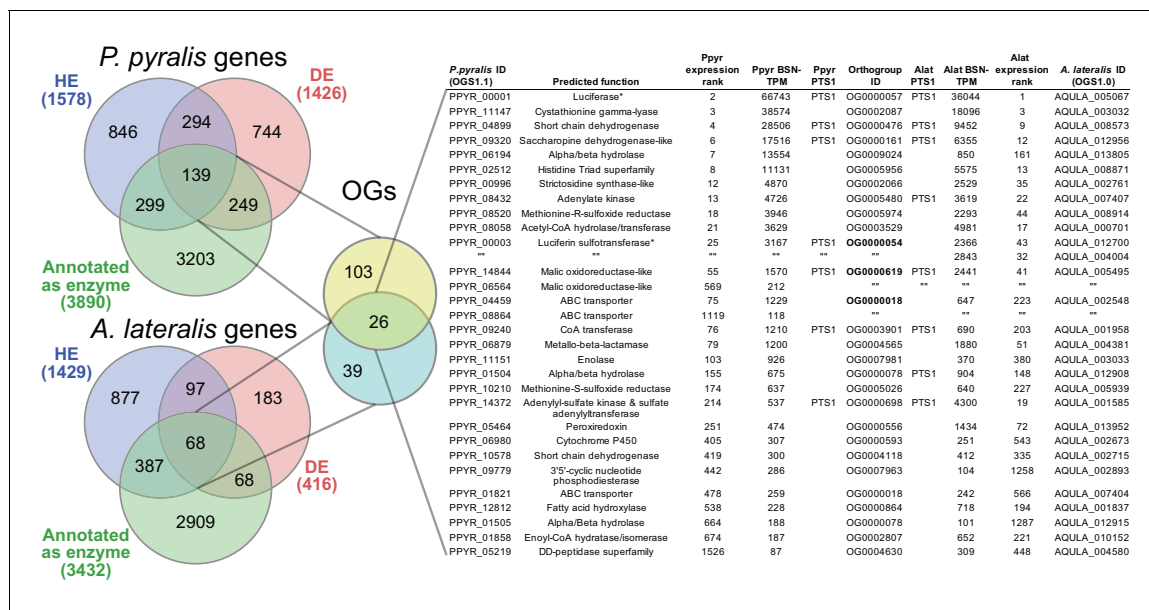 P. pyralis genes
HE
(1578)
DE
(1426)
846
294
744
139
299
249
3203
Annotated
as enzyme
(3890)
A. lateralis genes
HE
(1429)
877
97
183
68
387
68
DE
(416)
2909
Annotated
as enzyme
(3432)
OGs
103
26
39
P.pyralis ID (OGS1.1) Predicted function Ppyr expression rank Ppyr BSN-TPM Ppyr PTS1 Orthogroup ID Alat PTS1 Alat BSN-TPM Alat expression rank A. lateralis ID (OGS1.0)
PPYR_00001 Luciferase* 2 66743 PTS1 OG0000057 PTS1 36044 1 AQULA_005067
PPYR_11147 Cystathionine gamma-lyase 3 38574 OG0002087 18096 3 AQULA_003032
PPYR_04899 Short chain dehydrogenase 4 28506 PTS1 OG0000476 PTS1 9452 9 AQULA_008573
PPYR_09320 Saccharopine dehydrogenase-like 6 17516 PTS1 OG0000161 PTS1 6355 12 AQULA_012956
PPYR_06194 Alpha/beta hydrolase 7 13554 OG0009024 850 161 AQULA_013805
PPYR_02512 Histidine Triad superfamily 8 11131 OG0005956 5575 13 AQULA_008871
PPYR_00996 Strictosidine synthase-like 12 4870 OG0002066 2529 35 AQULA_002761
PPYR_08432 Adenylate kinase 13 4726 OG0005480 PTS1 3619 22 AQULA_007407
PPYR_08520 Methionine-R-sulfoxide reductase 18 3946 OG0005974 2293 44 AQULA_008914
PPYR_08058 Acetyl-CoA hydrolase/transferase 21 3629 OG0003529 4981 17 AQULA_000701
PPYR_00003 Luciferin sulfotransferase* 25 3167 PTS1 OG0000054 2366 43 AQULA_012700
"" "" "" "" "" "" 2843 32 AQULA_004004
PPYR_14844 Malic oxidoreductase-like 55 1570 PTS1 OG0000619 PTS1 2441 41 AQULA_005495
PPYR_06564 Malic oxidoreductase-like 569 212 "" "" "" "" ""
PPYR_04459 ABC transporter 75 1229 OG0000018 647 223 AQULA_002548
PPYR_08864 ABC transporter 1119 118 "" "" ""
PPYR_09240 CoA transferase 76 1210 PTS1 OG0003901 PTS1 690 203 AQULA_001958
PPYR_06879 Metallo-beta-lactamase 79 1200 OG0004565 1880 51 AQULA_004381
PPYR_11151 Enolase 103 926 OG0007981 370 380 AQULA_003033
PPYR_01504 Alpha/beta hydrolase 155 675 OG0000078 PTS1 904 148 AQULA_012908
PPYR_10210 Methionine-S-sulfoxide reductase 174 637 OG0005026 640 227 AQULA_005939
PPYR_14372 Adenylyl-sulfate kinase & sulfate adenylyltransferase 214 537 PTS1 OG0000698 PTS1 4300 19 AQULA_001585
PPYR_05464 Peroxiredoxin 251 474 OG0000556 1434 72 AQULA_013952
PPYR_06980 Cytochrome P450 405 307 OG0000593 251 543 AQULA_002673
PPYR_10578 Short chain dehydrogenase 419 300 OG0004118 412 335 AQULA_002715
PPYR_09779 3'5'-cyclic nucleotide phosphodiesterase 442 286 OG0007963 104 1258 AQULA_002893
PPYR_01821 ABC transporter 478 259 OG0000018 242 566 AQULA_007404
PPYR_12812 Fatty acid hydroxylase 538 228 OG0000864 718 194 AQULA_001837
PPYR_01505 Alpha/Beta hydrolase 664 188 OG0000078 101 1287 AQULA_012915
PPYR_01858 Enoyl-CoA hydratase/isomerase 674 187 OG0002807 652 221 AQULA_010152
PPYR_05219 DD-peptidase superfamily 1526 87 OG0004630 309 448 AQULA_004580